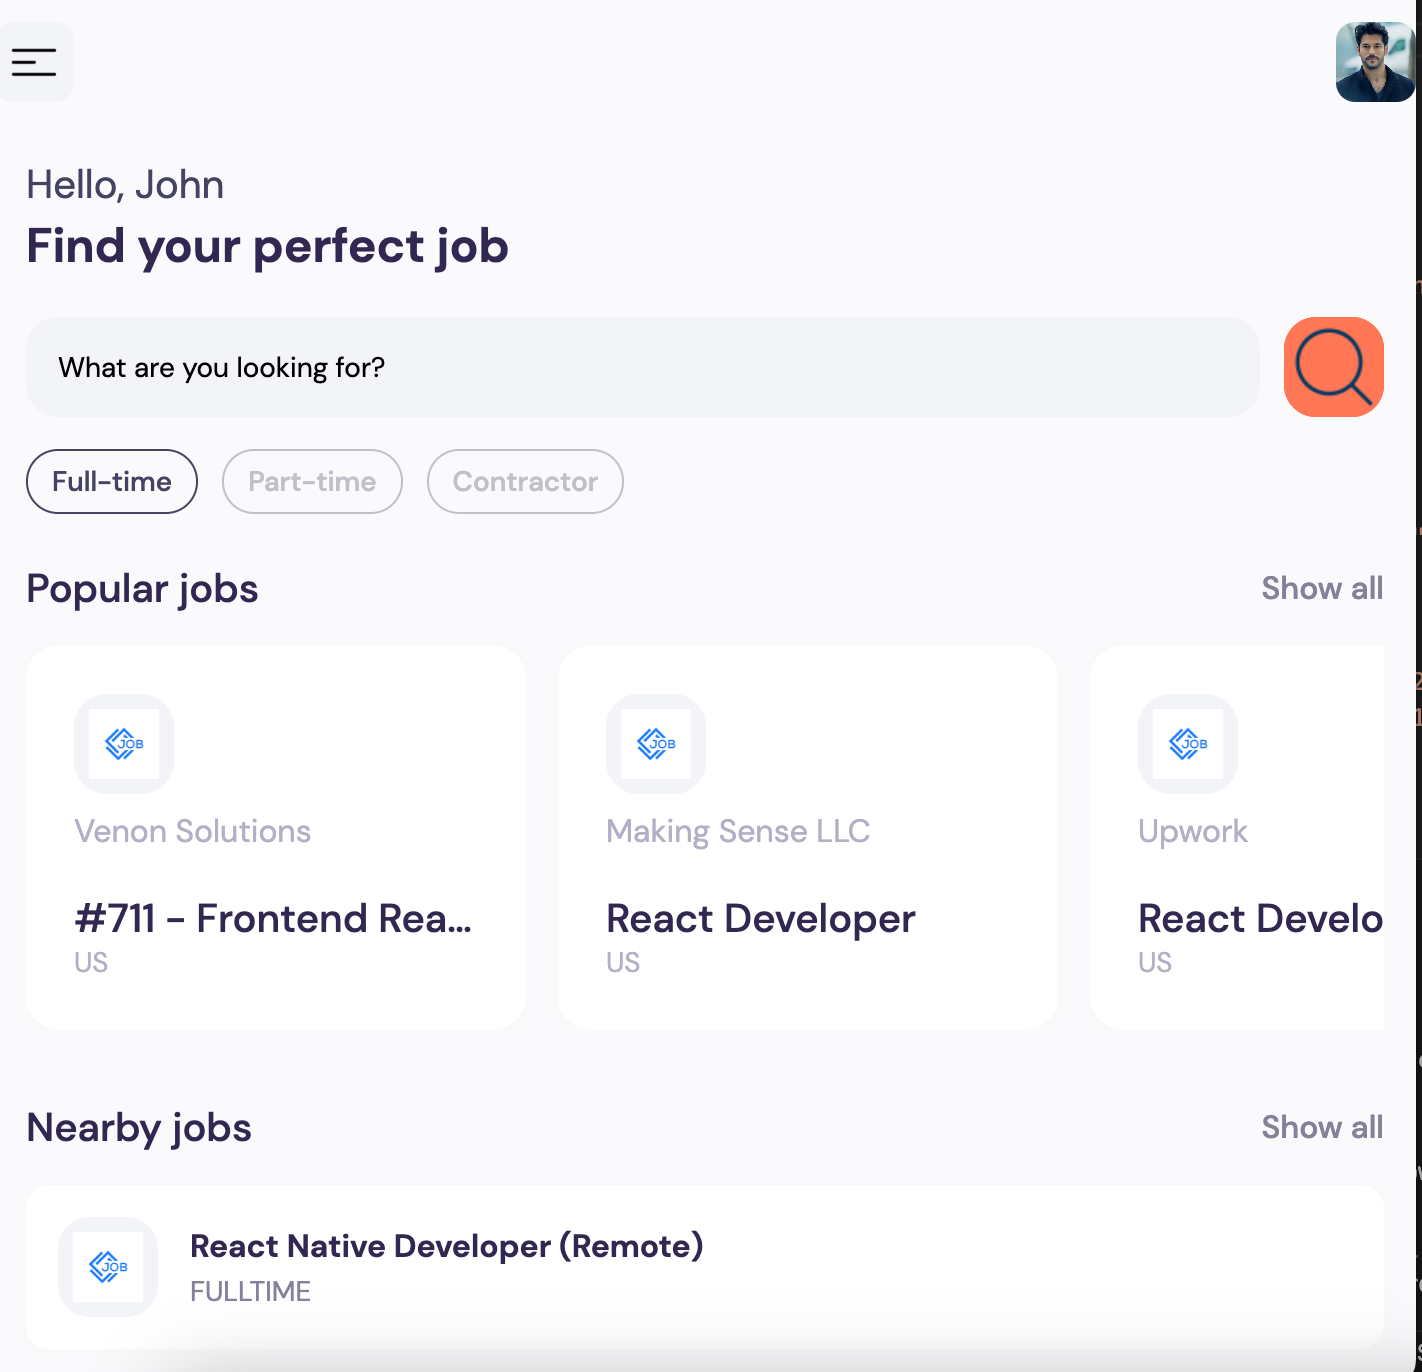 Hello, John
Find your perfect job
What are you looking for?
Full-time Part-time Contractor
Popular jobs Show all
JOB JOB JOB
Venon Solutions Making Sense LLC Upwork
#711 - Frontend Rea... React Developer React Develo
US US US
Nearby jobs Show all
JOB
React Native Developer (Remote)
FULLTIME